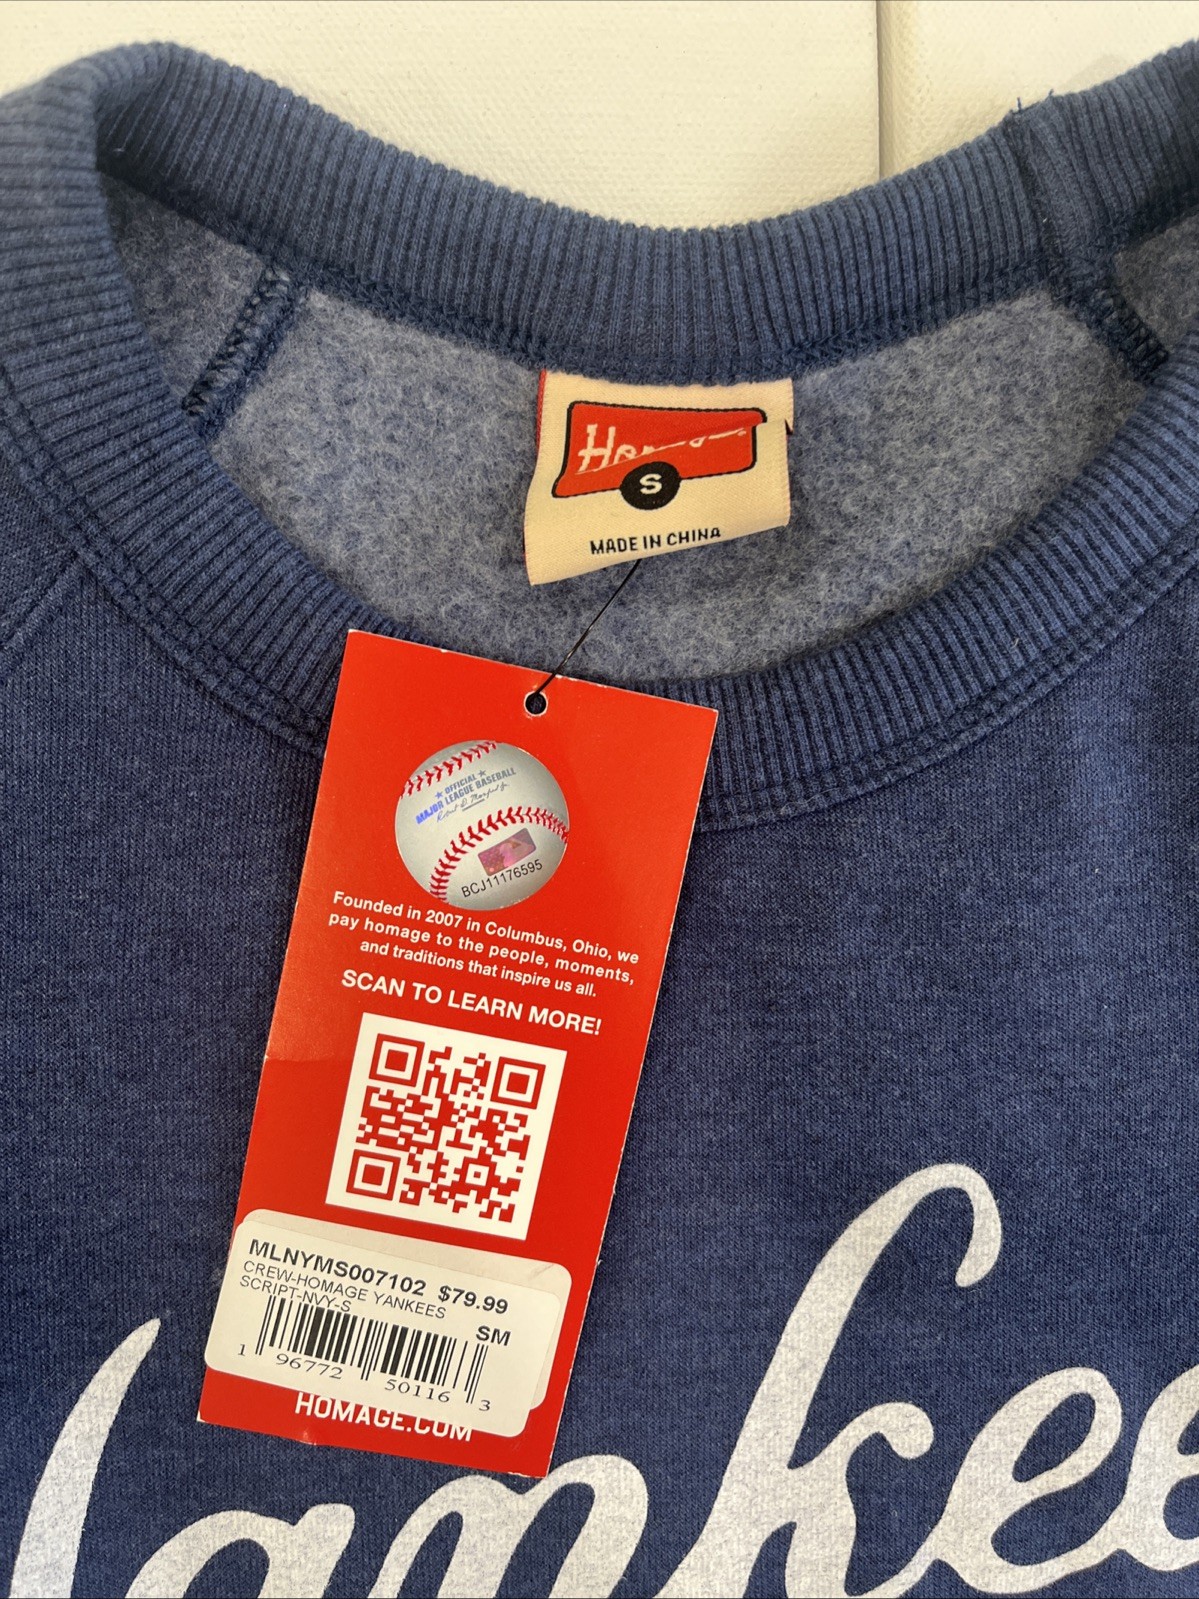 S
MADE IN CHINA
OFFICIAL
MAJOR LEAGUE BASEBALL
BCJ11176595
Founded in 2007 in Columbus, Ohio, we
pay homage to the people, moments,
and traditions that inspire us all.
SCAN TO LEARN MORE!
MLNYMS007102 $79.99
CREW-HOMAGE YANKEES
SCRIPT-NVY-S
SM
1 96772 50116 3
HOMAGE.COM
Yankee